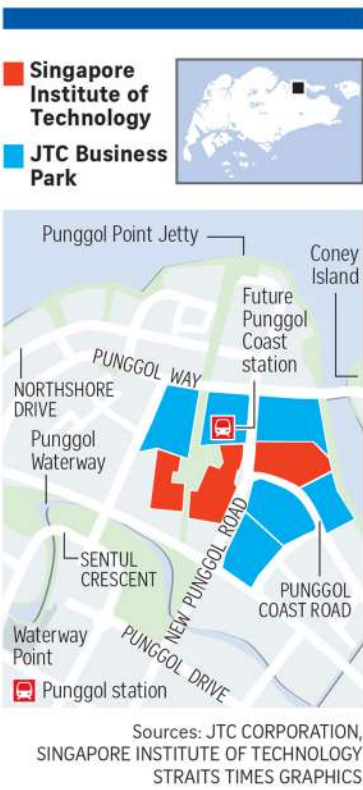 Singapore
Institute of
Technology
JTC Business
Park
Punggol Point Jetty
Coney
Island
Future
Punggol
Coast
station
PUNGGOL WAY
NORTHSHORE
DRIVE
Punggol
Waterway
SENTUL
CRESCENT
NEW PUNGGOL ROAD
PUNGGOL
COAST ROAD
Waterway
Point
PUNGGOL DRIVE
Punggol station
Sources: JTC CORPORATION,
SINGAPORE INSTITUTE OF TECHNOLOGY
STRAITS TIMES GRAPHICS